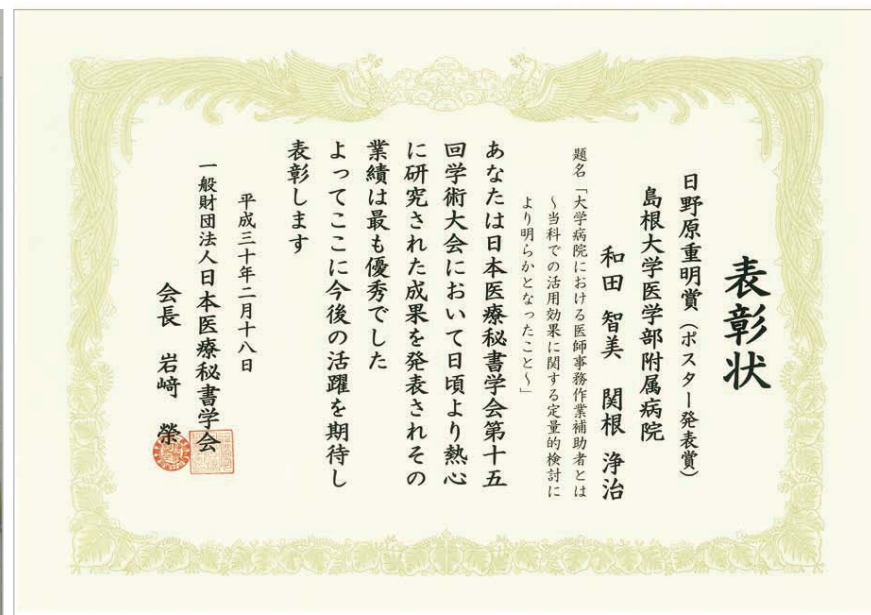 表彰状
日野原重明賞（ポスター発表賞）
島根大学医学部附属病院
和田 智美 関根 浄治
題名「大学病院における医師事務作業補助者とは
～当科での活用効果に関する定量的検討に
より明らかとなったこと～」
あなたは日本医療秘書学会第十五
回学術大会において日頃より熱心
に研究された成果を発表されその
業績は最も優秀でした
よってここに今後の活躍を期待し
表彰します
平成三十年二月十八日
一般財団法人日本医療秘書学会
会長 岩﨑 榮